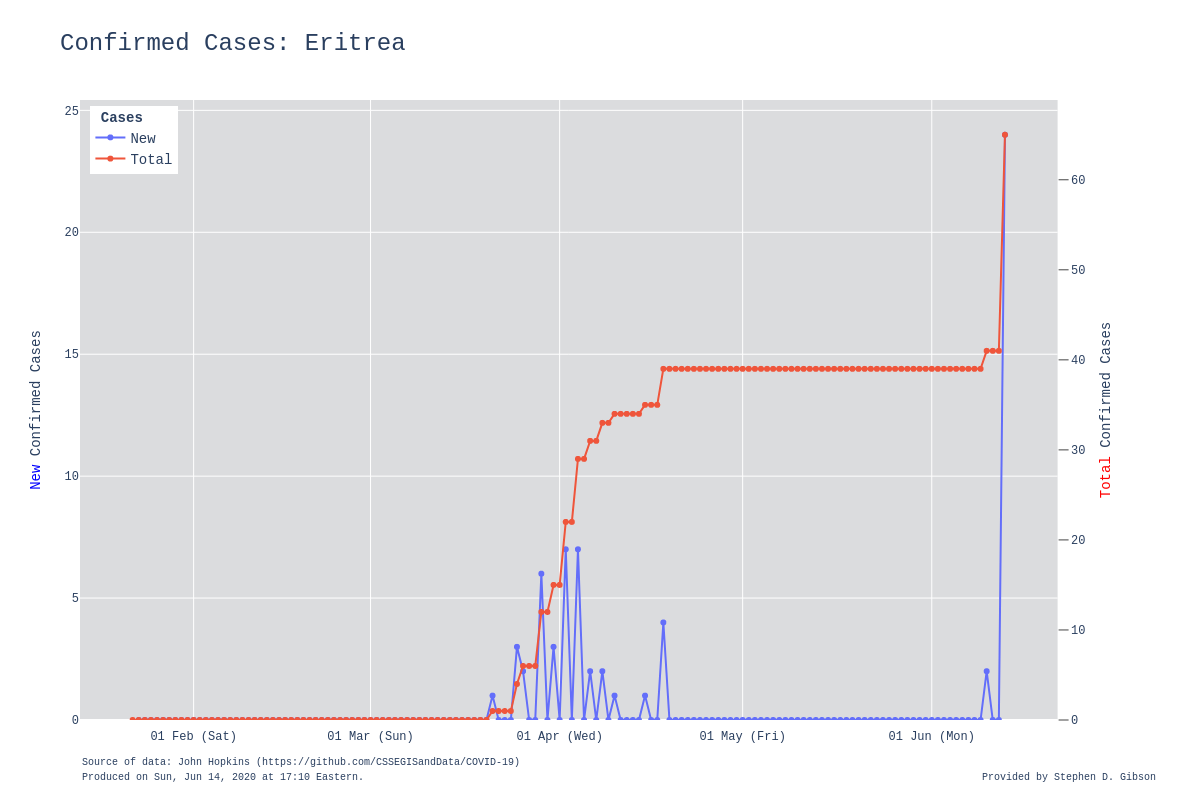 Confirmed Cases: Eritrea
Cases
New
Total
25
20
15
10
5
0
60
50
40
30
20
10
0
New Confirmed Cases
Total Confirmed Cases
01 Feb (Sat)
01 Mar (Sun)
01 Apr (Wed)
01 May (Fri)
01 Jun (Mon)
Source of data: John Hopkins (https://github.com/CSSEGISandData/COVID-19)
Produced on Sun, Jun 14, 2020 at 17:10 Eastern.
Provided by Stephen D. Gibson